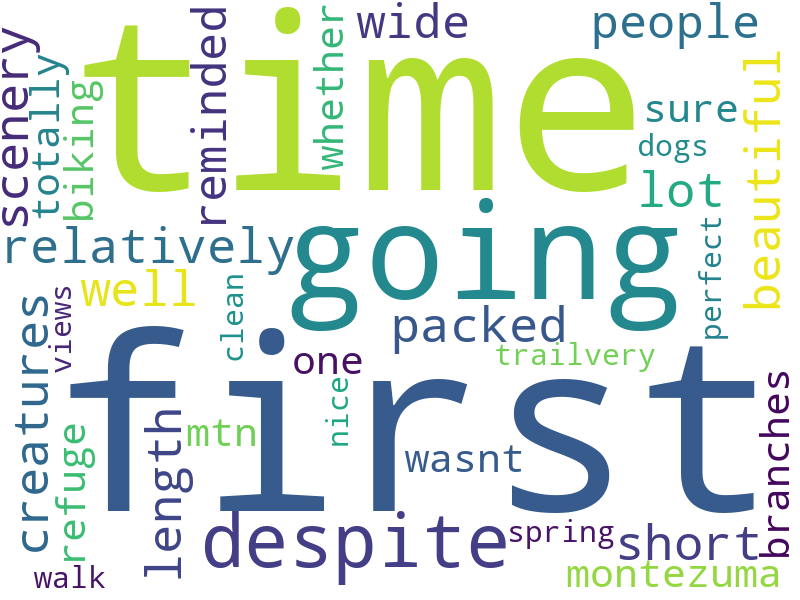 time
wide
people
scenery
totally
biking
reminded
whether
sure
dogs
lot
beautiful
relatively
going
well
perfect
creatures
views
clean
packed
one
trailvery
first
nice
mtn
length
refuge
wasnt
branches
despite
spring
short
walk
montezuma